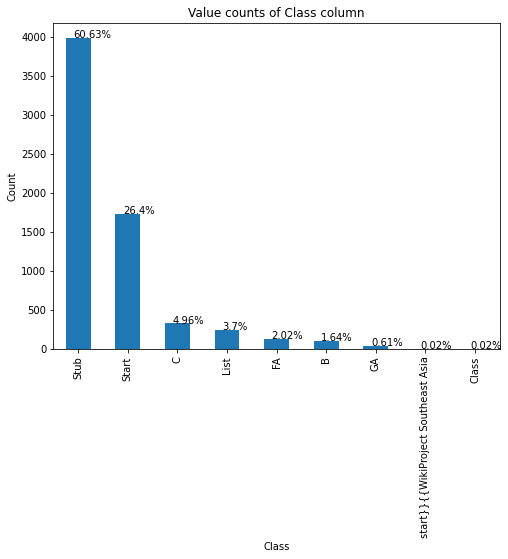 Value counts of Class column
Count
4000
3500
3000
2500
2000
1500
1000
500
0
60.63%
26.4%
4.96%
3.7%
2.02%
1.64%
0.61%
0.02%
0.02%
Stub
Start
C
List
FA
B
GA
start}}{{WikiProject Southeast Asia
Class
Class